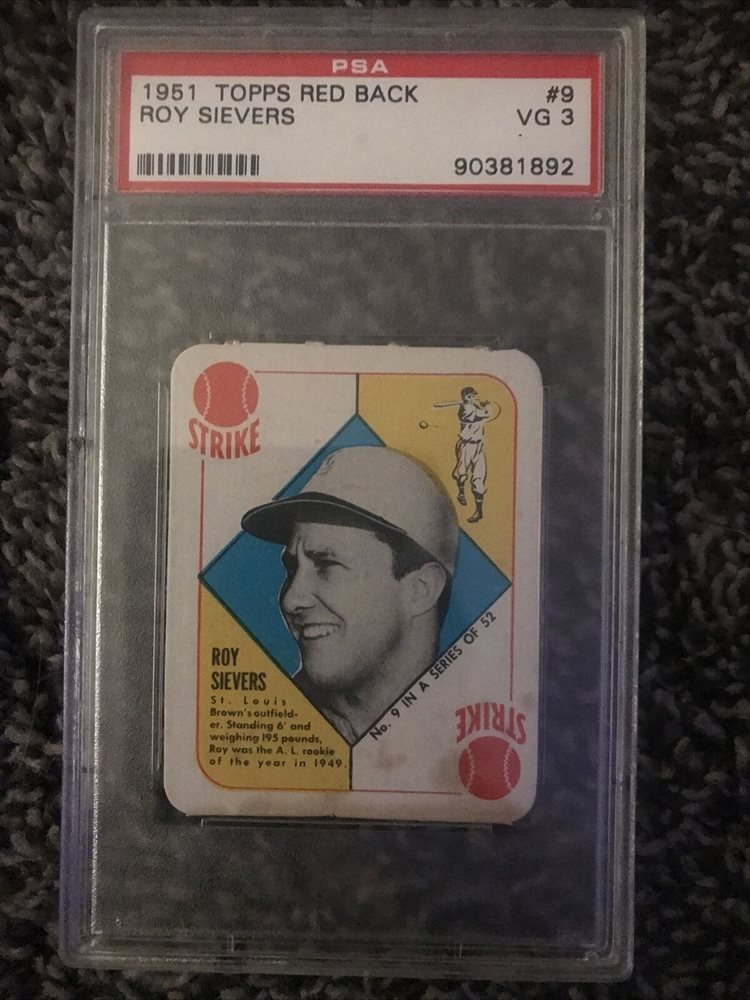 PSA
1951 TOPPS RED BACK #9
ROY SIEVERS VG 3
90381892
STRIKE
ROY
SIEVERS
St. Louis
Brown's outfield-
er. Standing 6' and
weighing 195 pounds,
Roy was the A. L. rookie
of the year in 1949.
No. 9 IN A SERIES OF 52
STRIKE